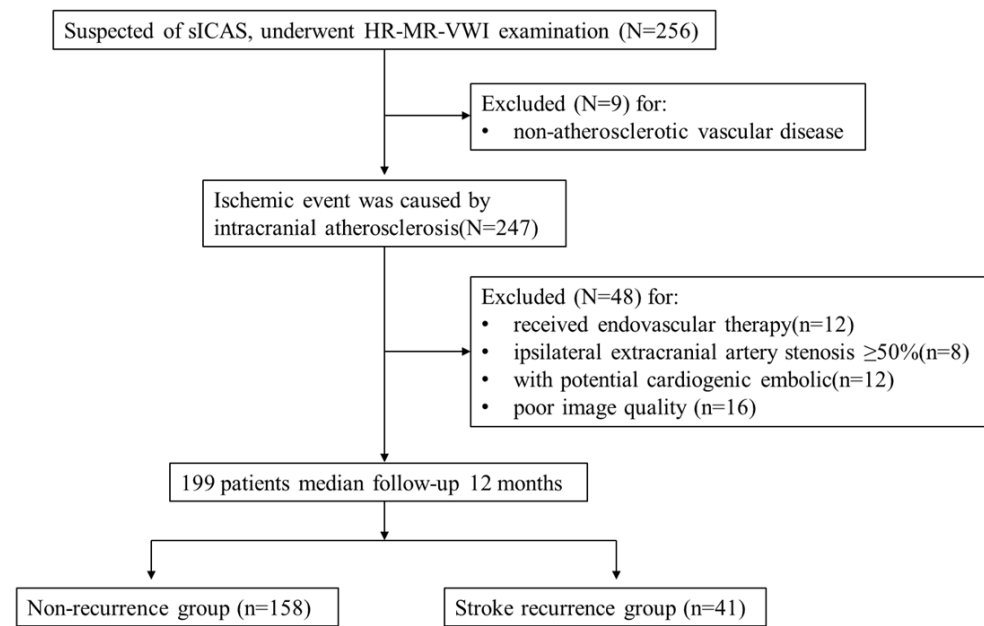 Suspected of sICAS, underwent HR-MR-VWI examination (N=256)
Excluded (N=9) for:
• non-atherosclerotic vascular disease
Ischemic event was caused by
intracranial atherosclerosis(N=247)
Excluded (N=48) for:
• received endovascular therapy(n=12)
• ipsilateral extracranial artery stenosis ≥50%(n=8)
• with potential cardiogenic embolic(n=12)
• poor image quality (n=16)
199 patients median follow-up 12 months
Non-recurrence group (n=158)
Stroke recurrence group (n=41)